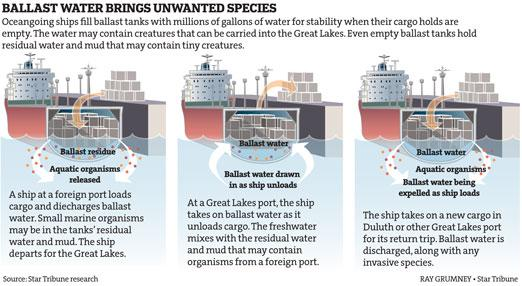 BALLAST WATER BRINGS UNWANTED SPECIES
Oceangoing ships fill ballast tanks with millions of gallons of water for stability when their cargo holds are
empty. The water may contain creatures that can be carried into the Great Lakes. Even empty ballast tanks hold
residual water and mud that may contain tiny creatures.
Ballast residue
Aquatic organisms
released
A ship at a foreign port loads
cargo and diecharges ballast
water. Small marine organisms
may be in the tanks' residual
water and mud. The ship
departs for the Great Lakes.
Ballast water
Ballast water drawn
in as ship unloads
At a Great Lakes port, the ship
takes on ballast water as it
unloads cargo. The freshwater
mixes with the residual water
and mud that may contain
organisms from a foreign port.
Ballast water
Aquatic organisms
Ballast water being
expelled as ship loads
The ship takes on a new cargo in
Duluth or other Great Lakes port
for its return trip. Ballast water is
discharged, along with any
invasive species.
Source: Star Tribune research
RAY GRUMNEY • Star Tribune